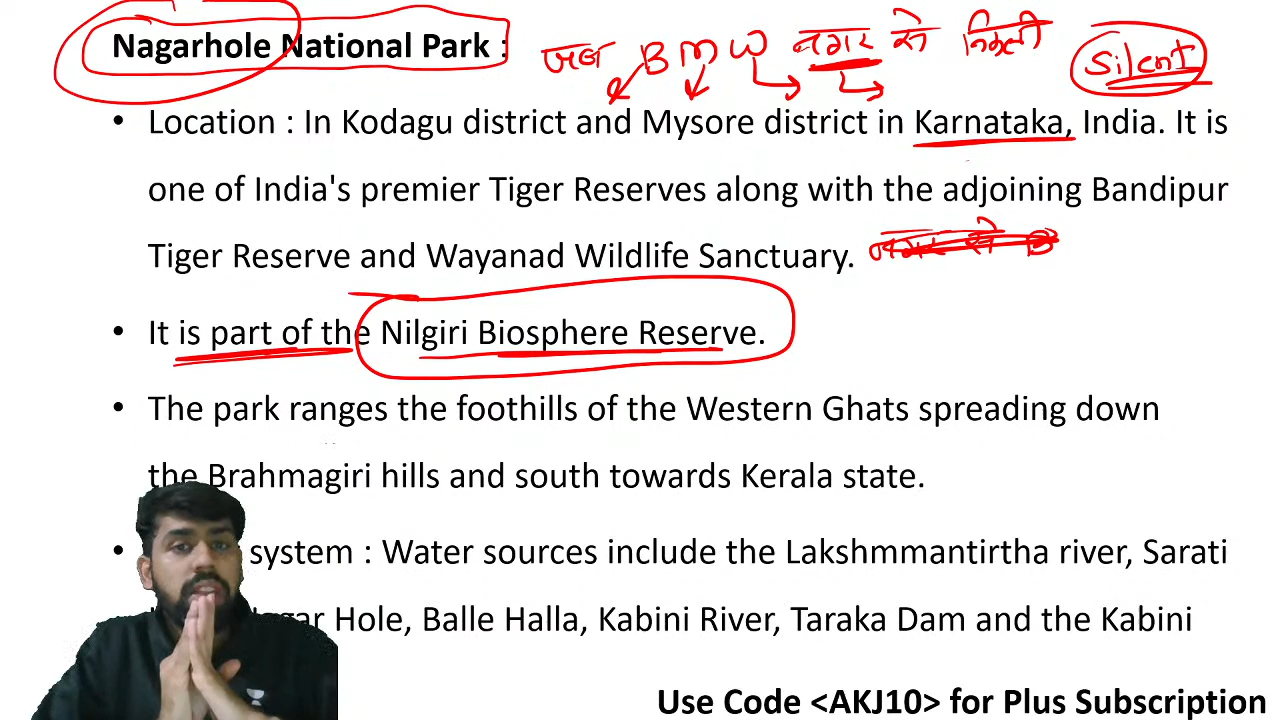 Nagarhole National Park :
जब B M W नगर से निकली
Silent
• Location : In Kodagu district and Mysore district in Karnataka, India. It is
one of India's premier Tiger Reserves along with the adjoining Bandipur
Tiger Reserve and Wayanad Wildlife Sanctuary. नगर से B
• It is part of the Nilgiri Biosphere Reserve.
• The park ranges the foothills of the Western Ghats spreading down
the Brahmagiri hills and south towards Kerala state.
• system : Water sources include the Lakshmmantirtha river, Sarati
Hole, Balle Halla, Kabini River, Taraka Dam and the Kabini
Use Code <AKJ10> for Plus Subscription